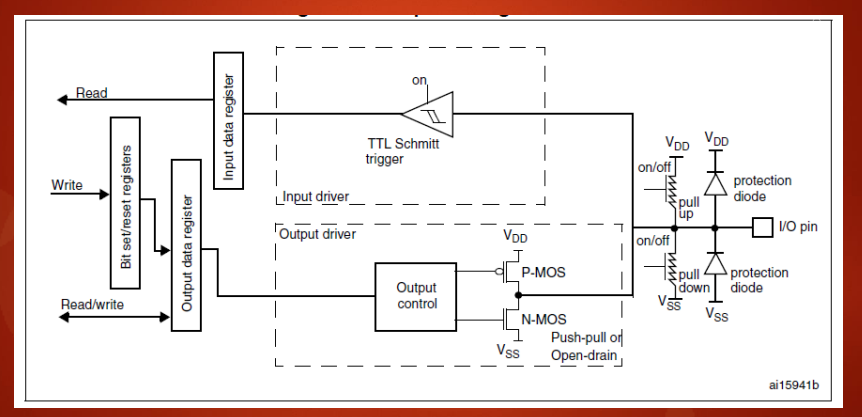 Read
Input data register
on
TTL Schmitt
trigger
Input driver
Write
Bit set/reset registers
Output data register
Read/write
Output driver
Output
control
VDD
P-MOS
N-MOS
VSS
Push-pull or
Open-drain
VDD
VDD
on/off
pull
up
protection
diode
I/O pin
on/off
pull
down
protection
diode
VSS
VSS
ai15941b